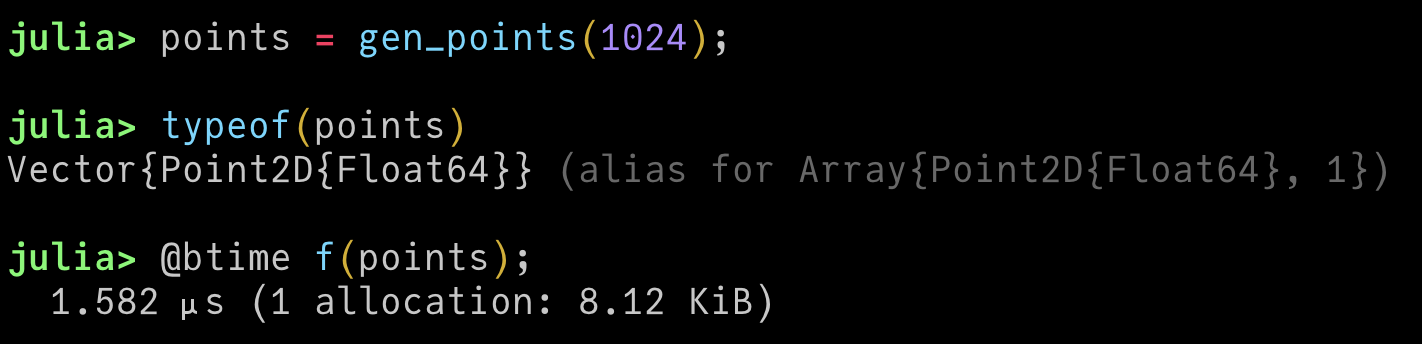 julia> points = gen_points(1024);
julia> typeof(points)
Vector{Point2D{Float64}} (alias for Array{Point2D{Float64}, 1})
julia> @btime f(points);
  1.582 μs (1 allocation: 8.12 KiB)